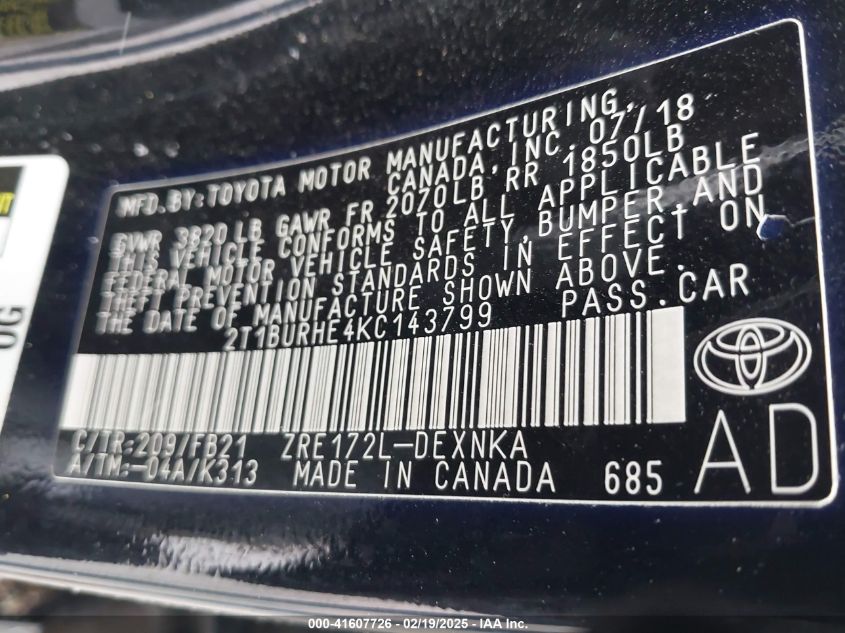 MFD. BY: TOYOTA MOTOR MANUFACTURING,
CANADA, INC. 07/18
GVWR 3820 LB GAWR FR 2070LB RR 1850LB
THIS VEHICLE CONFORMS TO ALL APPLICABLE
FEDERAL MOTOR VEHICLE SAFETY, BUMPER, AND
THEFT PREVENTION STANDARDS IN EFFECT ON
THE DATE OF MANUFACTURE SHOWN ABOVE.
2T1BURHE4KC143799 PASS. CAR
C/TR: 209/FB21 ZRE172L-DEXNKA
A/TM: -04A/K313 MADE IN CANADA 685
AD
OG
000-41607726 - 02/19/2025 - IAA Inc.